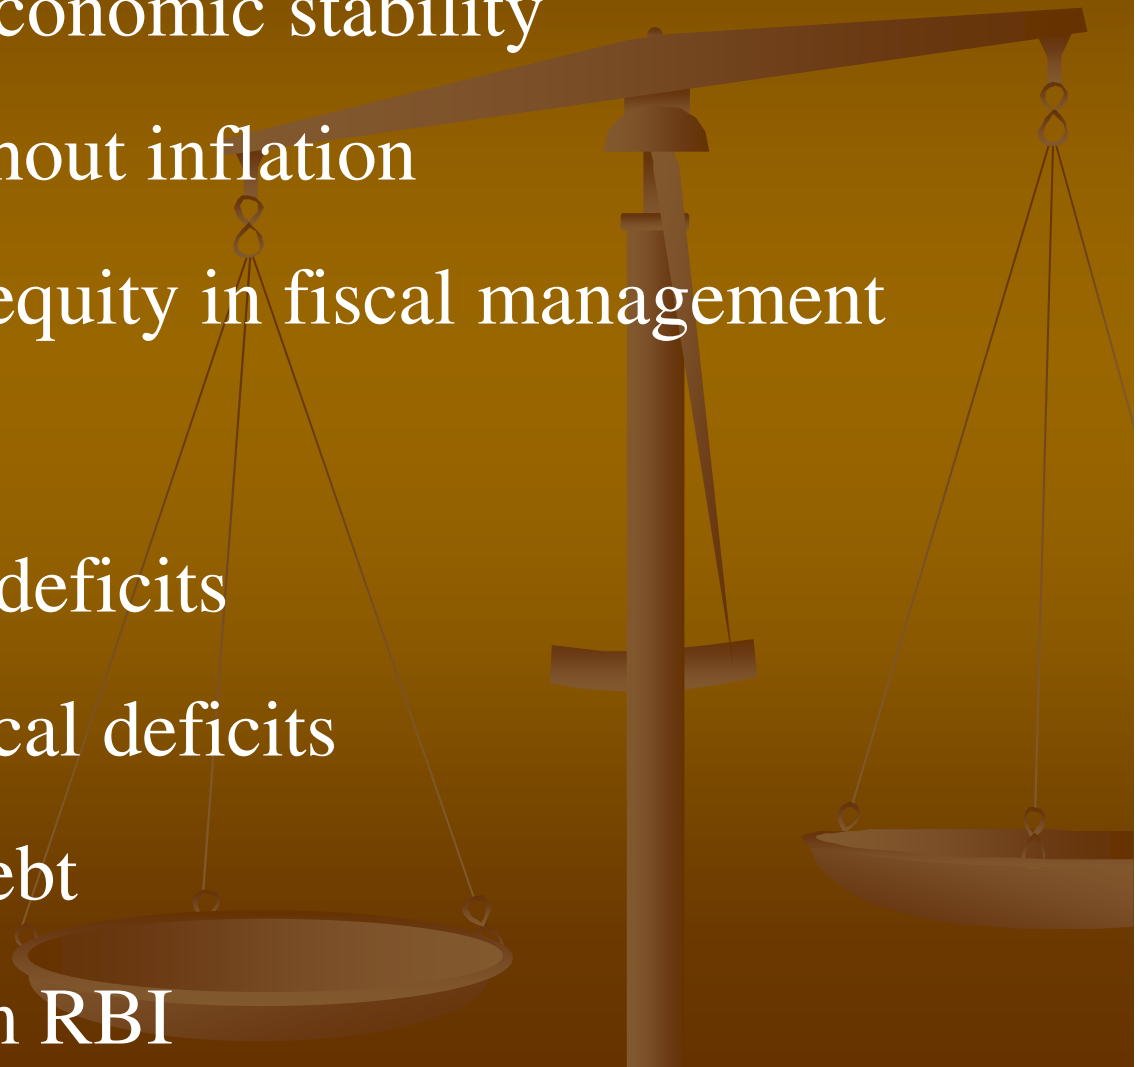 conomic stability
hout inflation
equity in fiscal management
deficits
cal deficits
ebt
n RBI